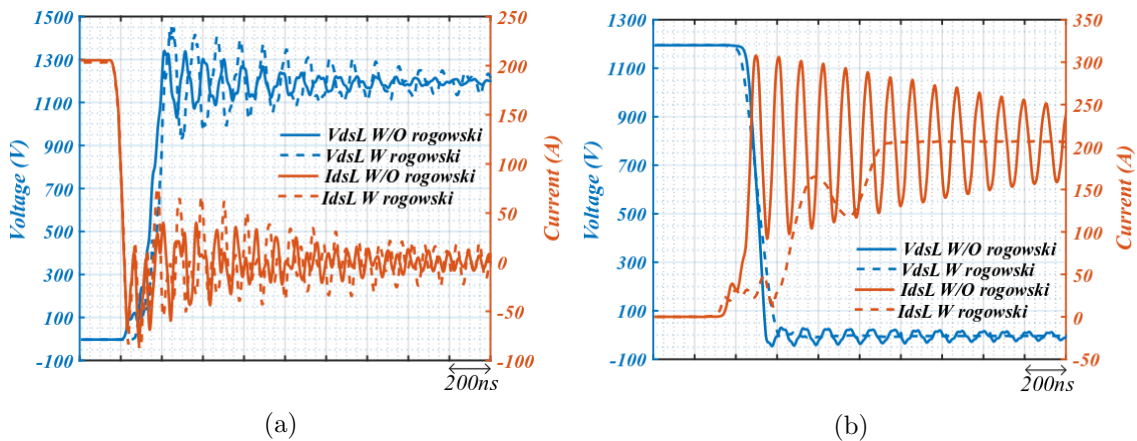 1500
1300
1100
900
700
500
300
100
-100
Voltage (V)
VdsL W/O rogowski
VdsL W rogowski
IdsL W/O rogowski
IdsL W rogowski
250
200
150
100
50
0
-50
-100
Current (A)
200ns
(a)
1300
1100
900
700
500
300
100
-100
Voltage (V)
VdsL W/O rogowski
VdsL W rogowski
IdsL W/O rogowski
IdsL W rogowski
350
300
250
200
150
100
50
0
-50
Current (A)
200ns
(b)